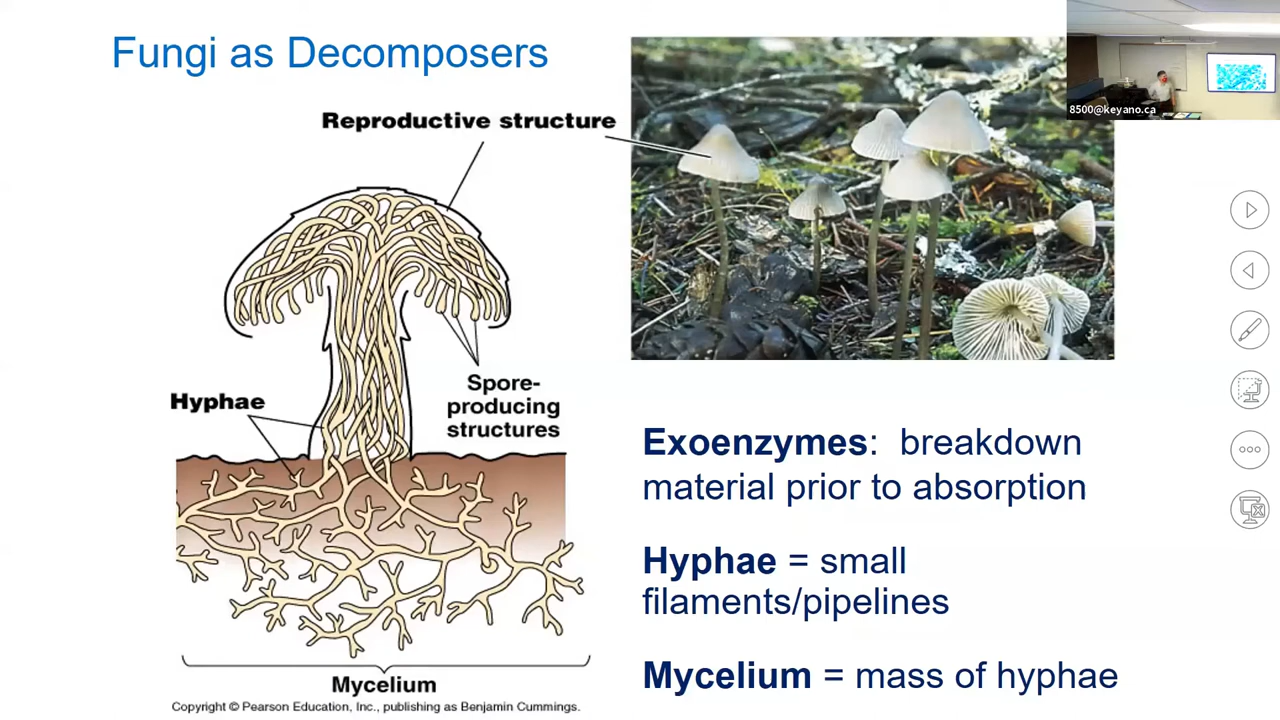 Fungi as Decomposers
8500@keyano.ca
Reproductive structure
Hyphae
Spore-
producing
structures
Mycelium
Copyright © Pearson Education, Inc., publishing as Benjamin Cummings.
Exoenzymes: breakdown
material prior to absorption
Hyphae = small
filaments/pipelines
Mycelium = mass of hyphae